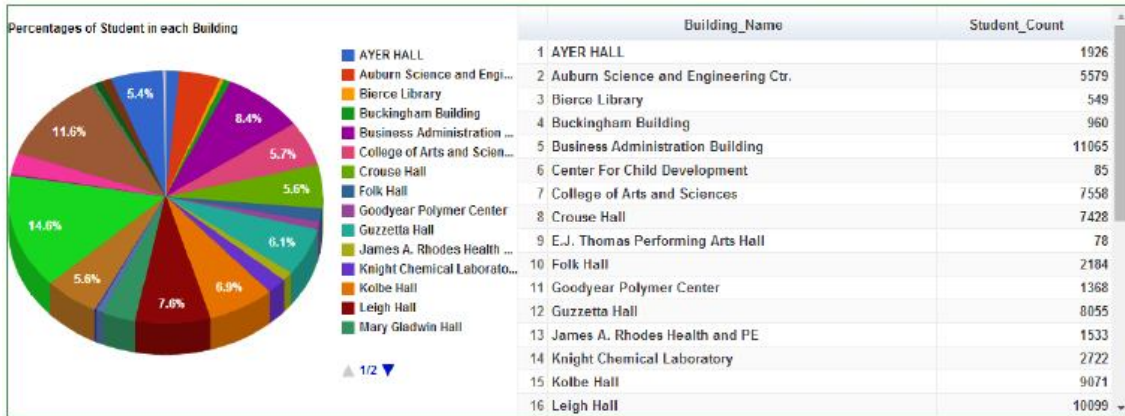 Percentages of Student in each Building
5.4%
8.4%
5.7%
5.6%
6.1%
6.9%
7.6%
5.6%
14.6%
11.6%
AYER HALL
Auburn Science and Engi...
Bierce Library
Buckingham Building
Business Administration ...
College of Arts and Scien...
Crouse Hall
Folk Hall
Goodyear Polymer Center
Guzzetta Hall
James A. Rhodes Health ...
Knight Chemical Laborato...
Kolbe Hall
Leigh Hall
Mary Gladwin Hall
1/2
Building_Name Student_Count
1 AYER HALL 1926
2 Auburn Science and Engineering Ctr. 5579
3 Bierce Library 549
4 Buckingham Building 960
5 Business Administration Building 11065
6 Center For Child Development 85
7 College of Arts and Sciences 7558
8 Crouse Hall 7428
9 E.J. Thomas Performing Arts Hall 78
10 Folk Hall 2184
11 Goodyear Polymer Center 1368
12 Guzzetta Hall 8055
13 James A. Rhodes Health and PE 1533
14 Knight Chemical Laboratory 2722
15 Kolbe Hall 9071
16 Leigh Hall 10099